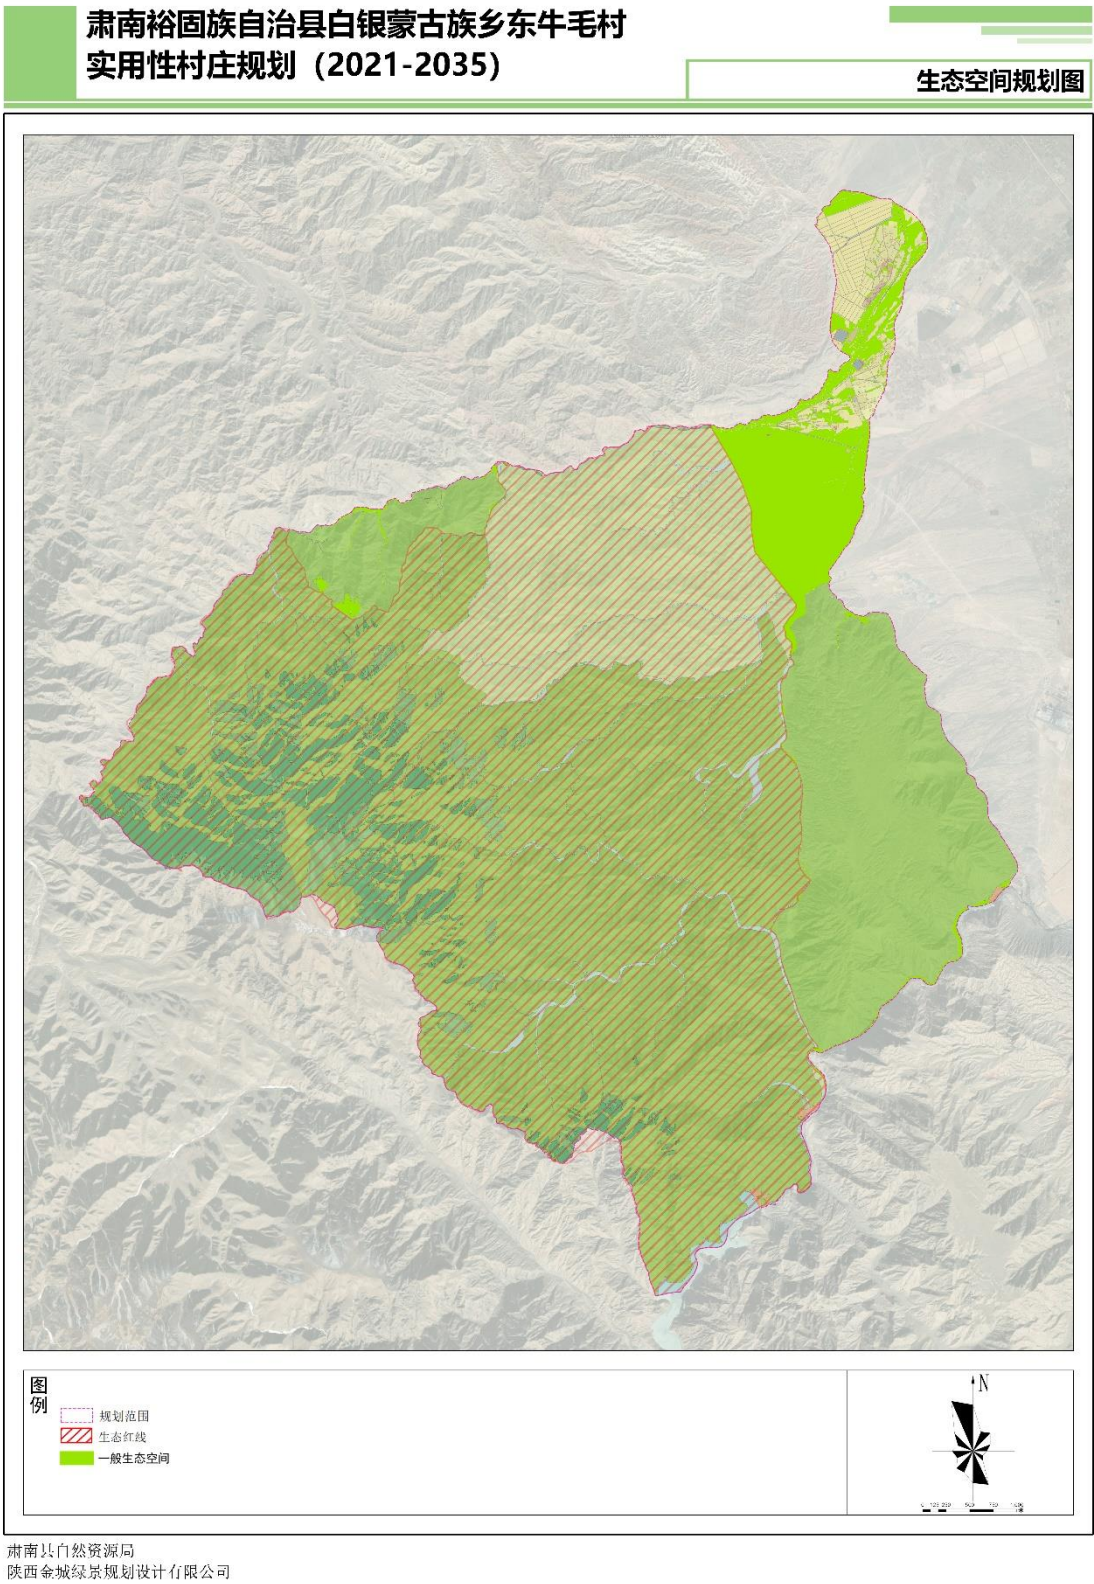 肃南裕固族自治县白银蒙古族乡东牛毛村
实用性村庄规划（2021-2035）
生态空间规划图
图例
规划范围
生态红线
一般生态空间
N
肃南县自然资源局
陕西金城绿景规划设计有限公司